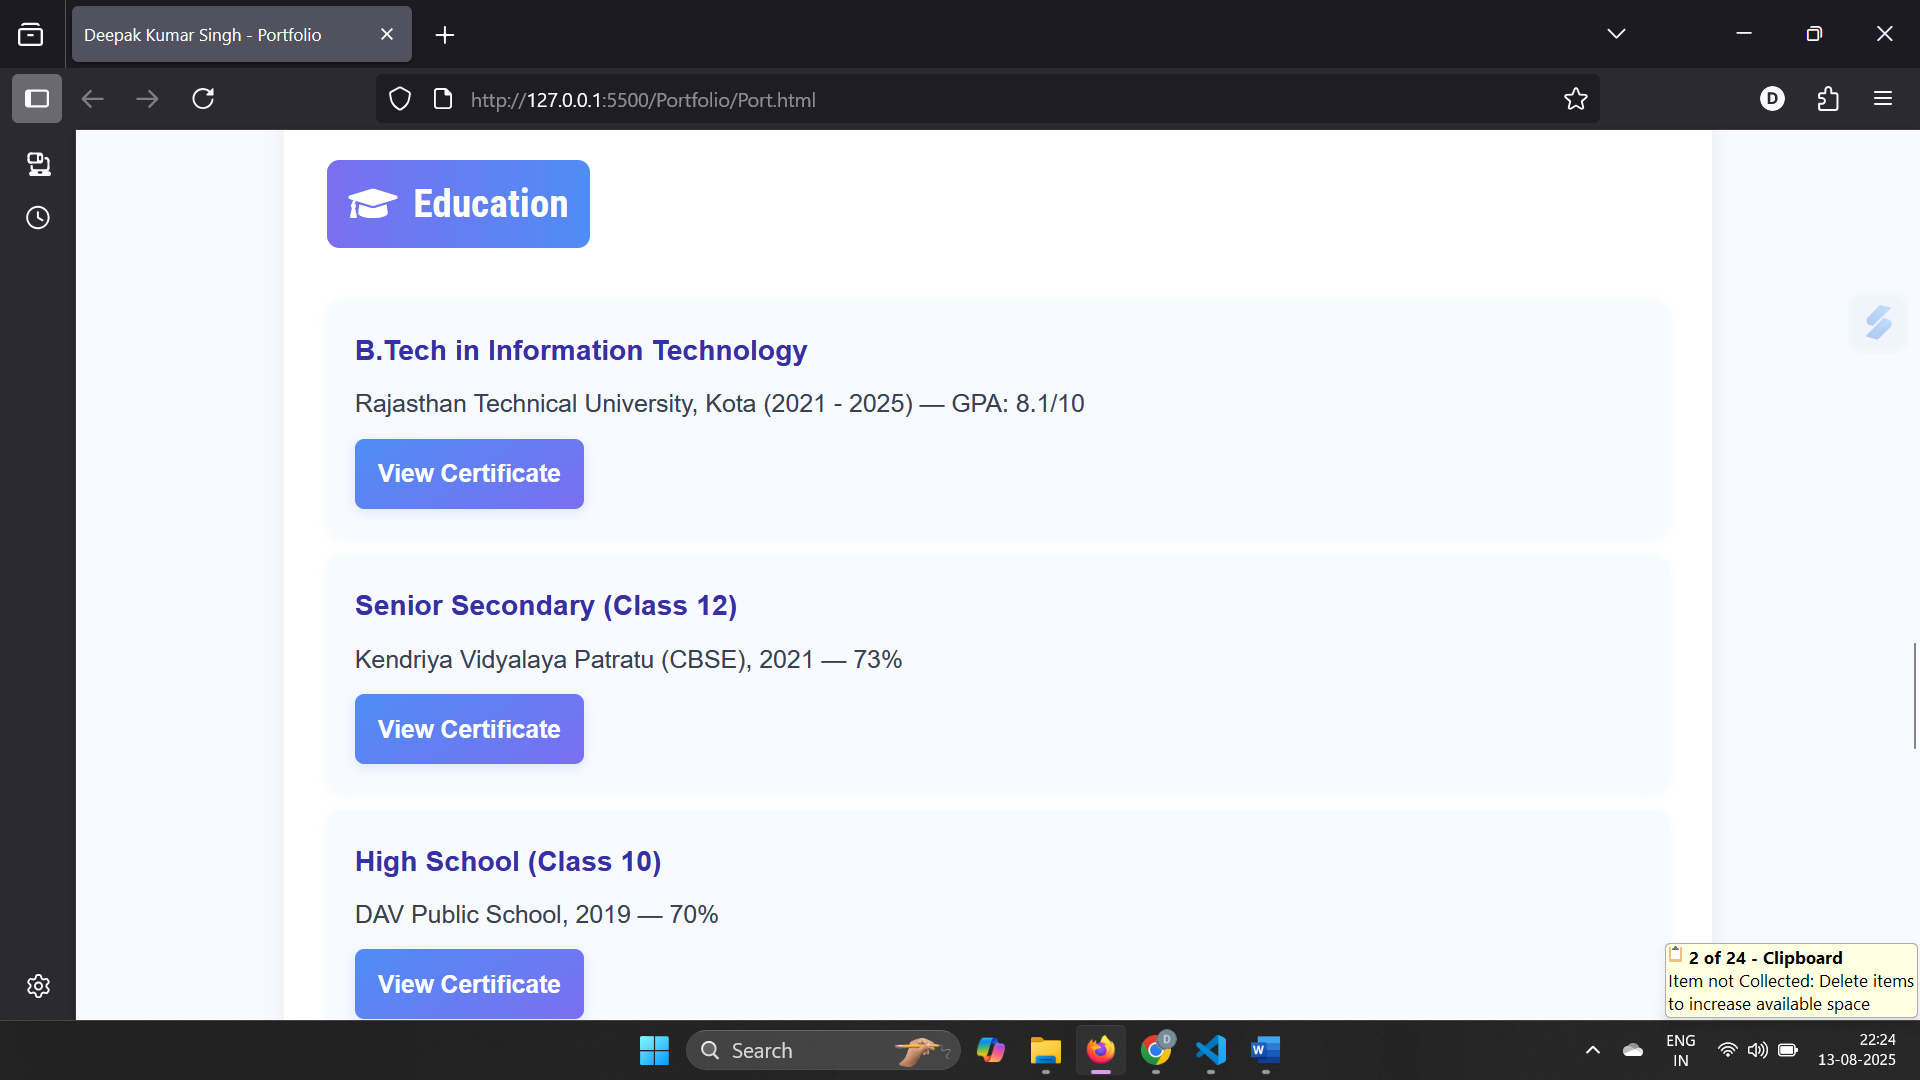 Deepak Kumar Singh - Portfolio
D
http://127.0.0.1:5500/Portfolio/Port.html
Education
B.Tech in Information Technology
Rajasthan Technical University, Kota (2021 - 2025) — GPA: 8.1/10
View Certificate
Senior Secondary (Class 12)
Kendriya Vidyalaya Patratu (CBSE), 2021 — 73%
View Certificate
High School (Class 10)
DAV Public School, 2019 — 70%
View Certificate
2 of 24 - Clipboard
Item not Collected: Delete items
to increase available space
Search
D
W
ENG
IN
22:24
13-08-2025